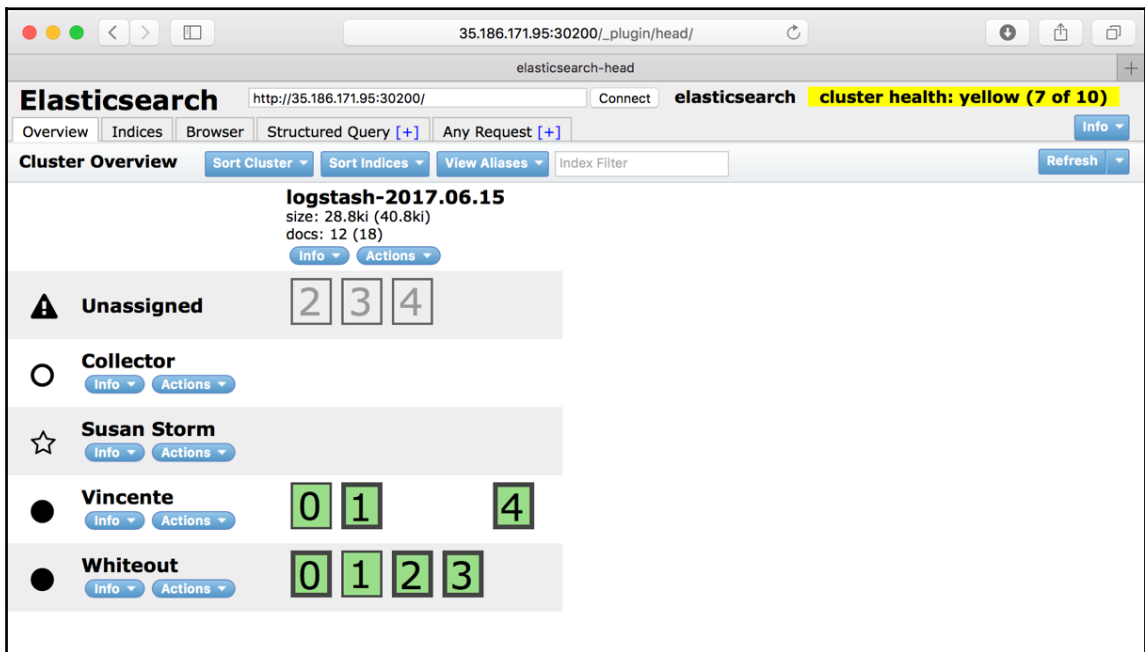 35.186.171.95:30200/_plugin/head/
elasticsearch-head
Elasticsearch http://35.186.171.95:30200/ Connect elasticsearch cluster health: yellow (7 of 10)
Overview Indices Browser Structured Query [+] Any Request [+] Info
Cluster Overview Sort Cluster Sort Indices View Aliases Index Filter Refresh
logstash-2017.06.15
size: 28.8ki (40.8ki)
docs: 12 (18)
Info Actions
Unassigned 2 3 4
Collector
Info Actions
Susan Storm
Info Actions
Vincente
Info Actions 0 1 4
Whiteout
Info Actions 0 1 2 3